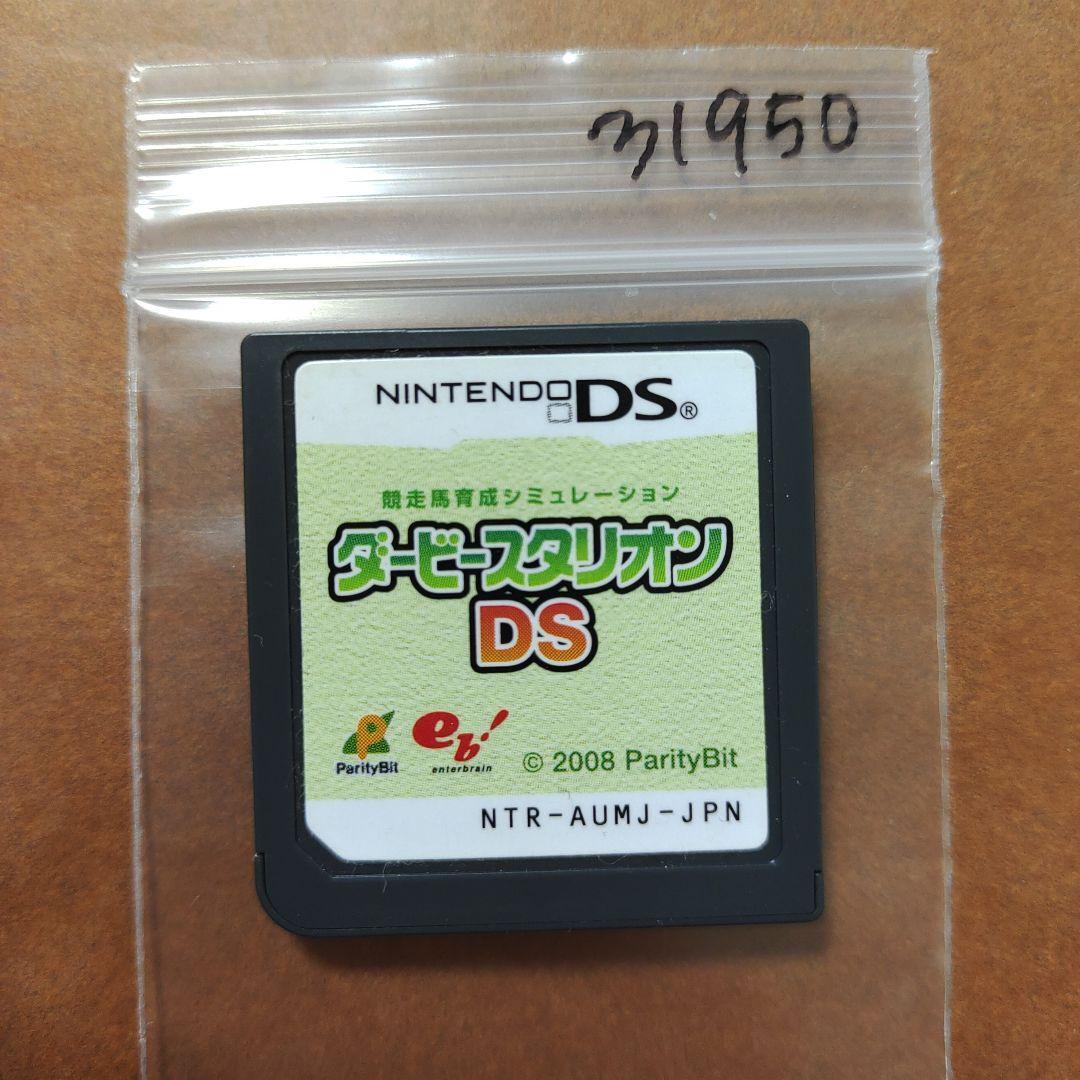 31950
NINTENDO DS®
競走馬育成シミュレーション
ダービースタリオン
DS
ParityBit
eb!
enterbrain
© 2008 ParityBit
NTR-AUMJ-JPN